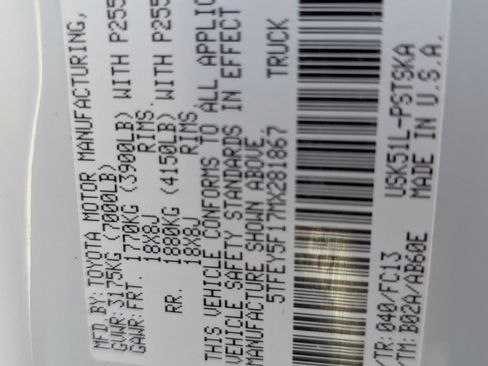 MFD.BY:TOYOTA MOTOR MANUFACTURING,
GVWR:3175KG (7000LB)
GAWR:FRT. 1770KG (3900LB) WITH P255
18X8J RIMS.
RR. 1880KG (4150LB) WITH P255
18X8J RIMS.
THIS VEHICLE CONFORMS TO ALL APPLIC
VEHICLE SAFETY STANDARDS IN EFFECT
MANUFACTURE SHOWN ABOVE.
5TFEY5F17MX281867 TRUCK
/TR: 040/FC13 USK51L-PSTSKA
/TM: B02A/AB60E MADE IN U.S.A.